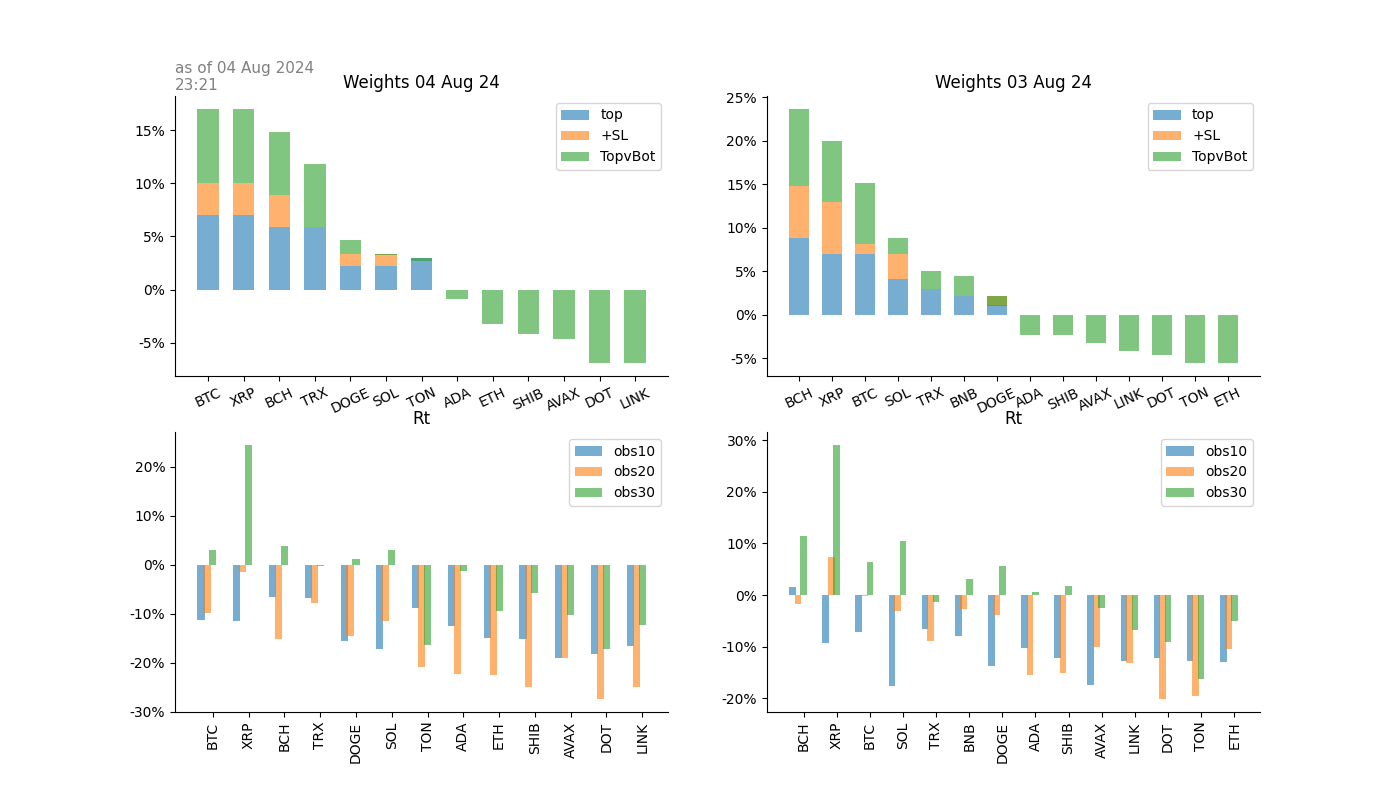 as of 04 Aug 2024
23:21
Weights 04 Aug 24
top
+SL
TopvBot
15%
10%
5%
0%
-5%
BTC XRP BCH TRX DOGE SOL TON ADA ETH SHIB AVAX DOT LINK
Weights 03 Aug 24
top
+SL
TopvBot
25%
20%
15%
10%
5%
0%
-5%
BCH XRP BTC SOL TRX BNB DOGE ADA SHIB AVAX LINK DOT TON ETH
Rt
obs10
obs20
obs30
20%
10%
0%
-10%
-20%
-30%
BTC XRP BCH TRX DOGE SOL TON ADA ETH SHIB AVAX DOT LINK
Rt
obs10
obs20
obs30
30%
20%
10%
0%
-10%
-20%
BCH XRP BTC SOL TRX BNB DOGE ADA SHIB AVAX LINK DOT TON ETH